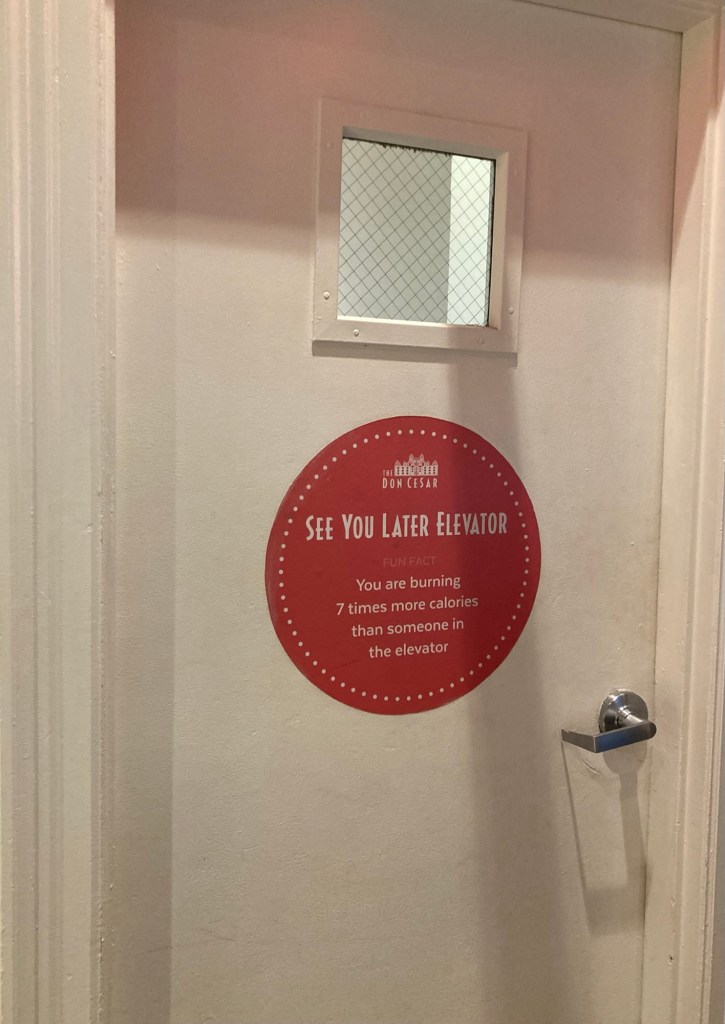 THE
DON CESAR
SEE YOU LATER ELEVATOR
FUN FACT
You are burning
7 times more calories
than someone in
the elevator